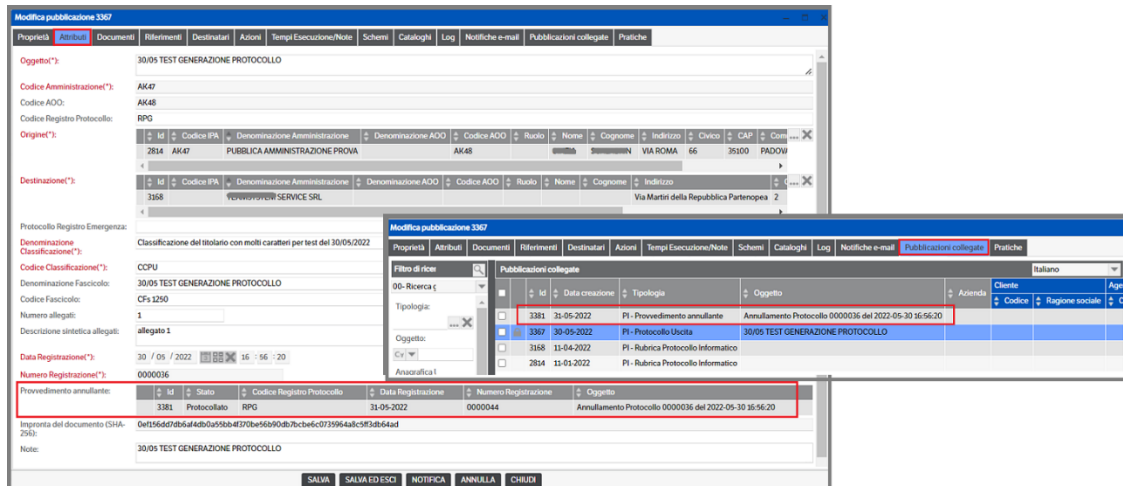 Modifica pubblicazione 3367
Proprietà Attributi Documenti Riferimenti Destinatari Azioni Tempi Esecuzione/Note Schemi Cataloghi Log Notifiche e-mail Pubblicazioni collegate Pratiche
Oggetto(*): 30/05 TEST GENERAZIONE PROTOCOLLO
Codice Amministrazione(*): AK47
Codice AOO: AK48
Codice Registro Protocollo: RPG
Origine(*): Id Codice IPA Denominazione Amministrazione Denominazione AOO Codice AOO Ruolo Nome Cognome Indirizzo Civico CAP Com ...
2814 AK47 PUBBLICA AMMINISTRAZIONE PROVA AK48 VIA ROMA 66 35100 PADOVA
Destinazione(*): Id Codice IPA Denominazione Amministrazione Denominazione AOO Codice AOO Ruolo Nome Cognome Indirizzo ...
3168 SERVICE SRL Via Martiri della Repubblica Partenopea 2
Protocollo Registro Emergenza:
Denominazione Classificazione(*): Classificazione del titolario con molti caratteri per test del 30/05/2022
Codice Classificazione(*): CCPU
Denominazione Fascicolo: 30/05 TEST GENERAZIONE PROTOCOLLO
Codice Fascicolo: CFs 1250
Numero allegati: 1
Descrizione sintetica allegati: allegato 1
Data Registrazione(*): 30 / 05 / 2022 16 : 56 : 20
Numero Registrazione(*): 0000036
Provvedimento annullante: Id Stato Codice Registro Protocollo Data Registrazione Numero Registrazione Oggetto
3381 Protocollato RPG 31-05-2022 0000044 Annullamento Protocollo 0000036 del 2022-05-30 16:56:20
Impronta del documento (SHA-256): 0ef156dd7db6af4db0a55bb4f370be56b90db7bcbe6c0735964a8c5ff3db64ad
Note: 30/05 TEST GENERAZIONE PROTOCOLLO
SALVA SALVA ED ESCI NOTIFICA ANNULLA CHIUDI
Modifica pubblicazione 3367
Proprietà Attributi Documenti Riferimenti Destinatari Azioni Tempi Esecuzione/Note Schemi Cataloghi Log Notifiche e-mail Pubblicazioni collegate Pratiche
Filtro di ricer Pubblicazioni collegate Italiano
00- Ricerca g
Tipologia:
...
Oggetto:
Anagrafica
Id Data creazione Tipologia Oggetto Azienda Cliente Age
Codice Ragione sociale C
3381 31-05-2022 PI - Provvedimento annullante Annullamento Protocollo 0000036 del 2022-05-30 16:56:20
3367 30-05-2022 PI - Protocollo Uscita 30/05 TEST GENERAZIONE PROTOCOLLO
3168 11-04-2022 PI - Rubrica Protocollo Informatico
2814 11-01-2022 PI - Rubrica Protocollo Informatico